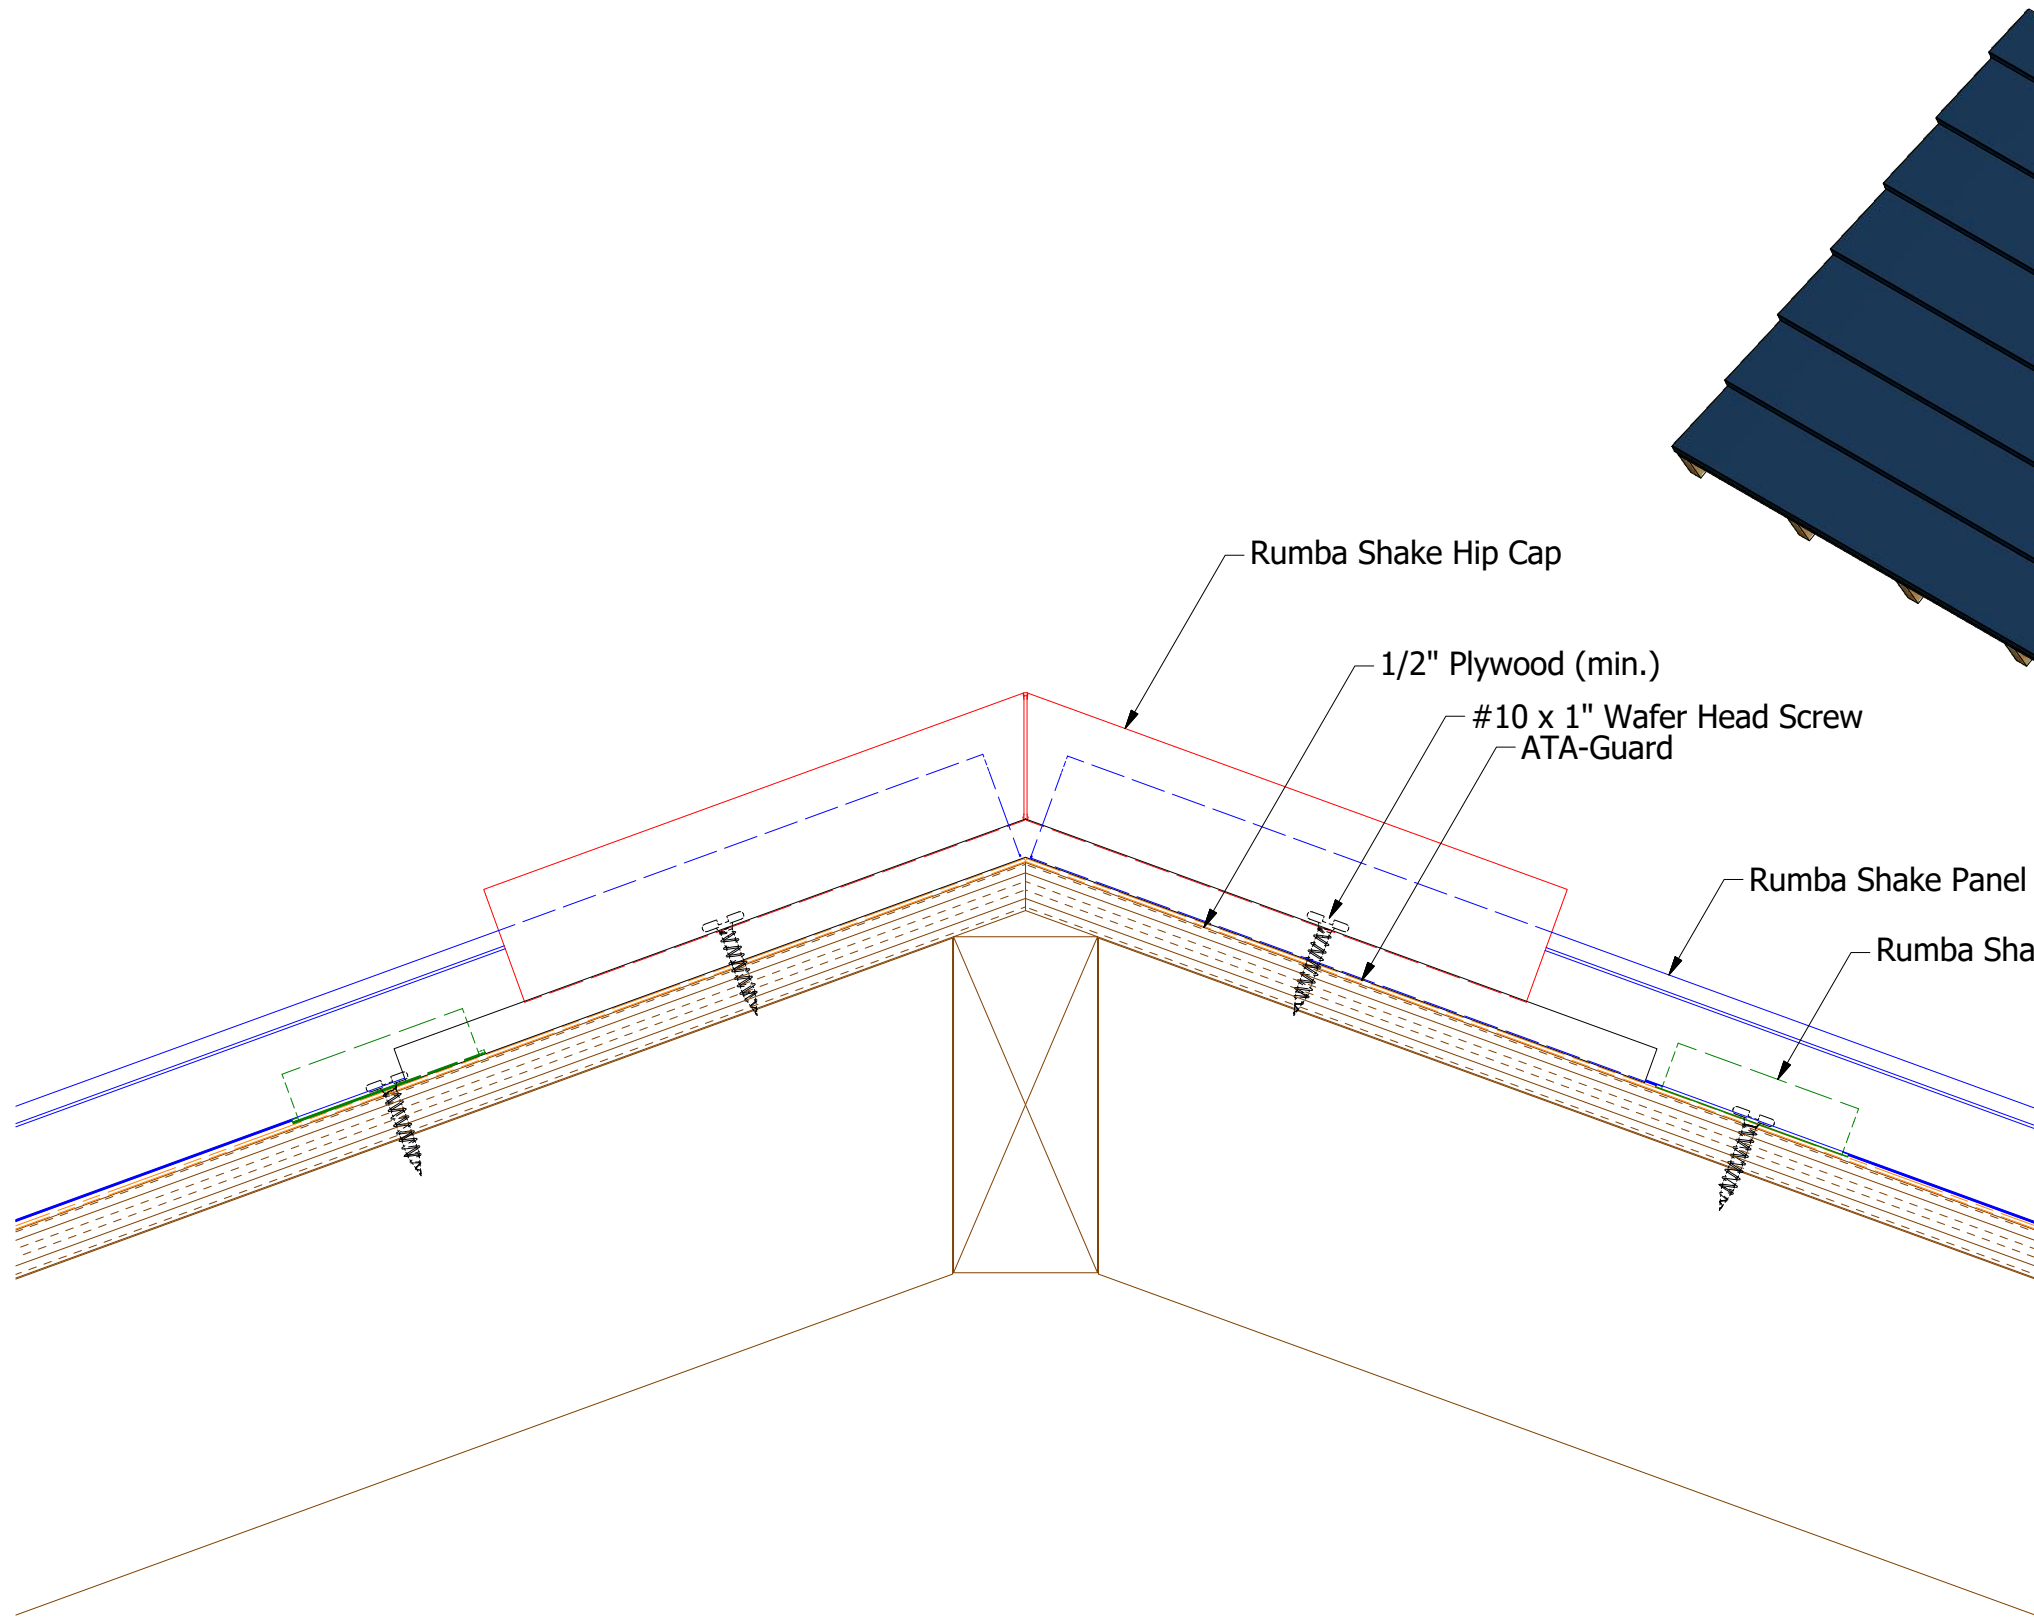 Rumba Shake Hip Cap
1/2" Plywood (min.)
#10 x 1" Wafer Head Screw
ATA-Guard
Rumba Shake Panel
Rumba